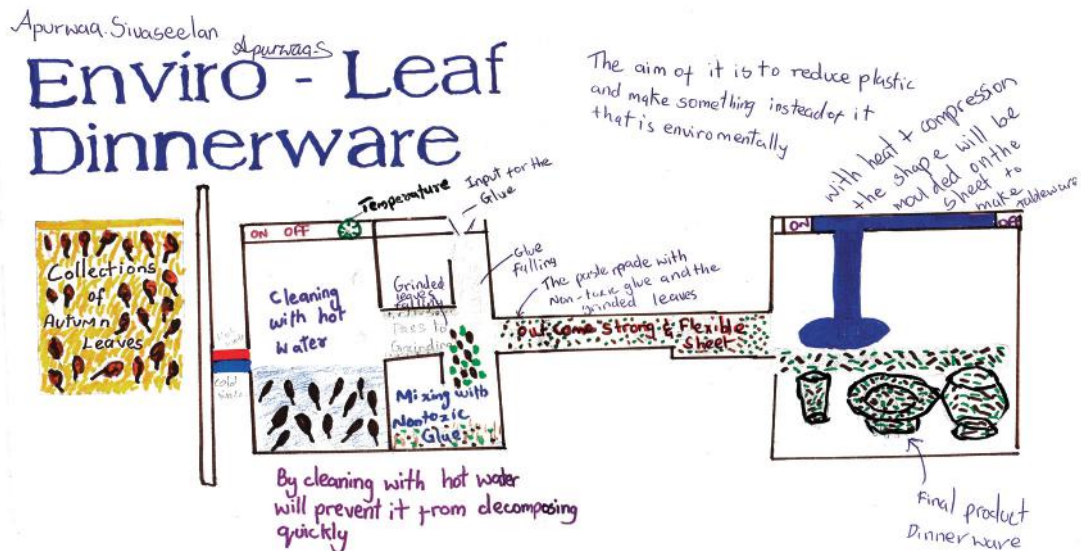 Apurwaa.Sivaseelan
Apurwaa.S
Enviro - Leaf
Dinnerware
The aim of it is to reduce plastic
and make something instead of it
that is enviromentally
with heat + compression
the shape will be
moulded on the
sheet to
make
tableware
Collections
of
Autumn
Leaves
ON OFF
Temperature
Input for the
Glue
Cleaning
with hot
water
cold
Grinded
leaves
falling
Pass to
Grinding
Glue
falling
The paste made with
Non-toxic glue and the
grinded leaves
Mixing with
Nontoxic
Glue
out come strong & Flexible
Sheet
ON
OFF
By cleaning with hot water
will prevent it from decomposing
quickly
Final product
Dinnerware